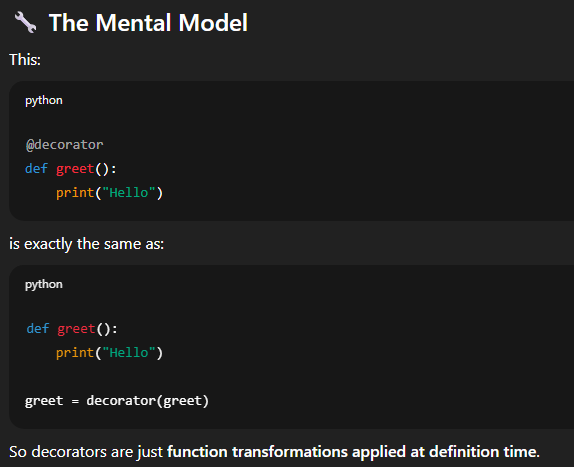 🔧 The Mental Model
This:
python
@decorator
def greet():
    print("Hello")
is exactly the same as:
python
def greet():
    print("Hello")
greet = decorator(greet)
So decorators are just function transformations applied at definition time.